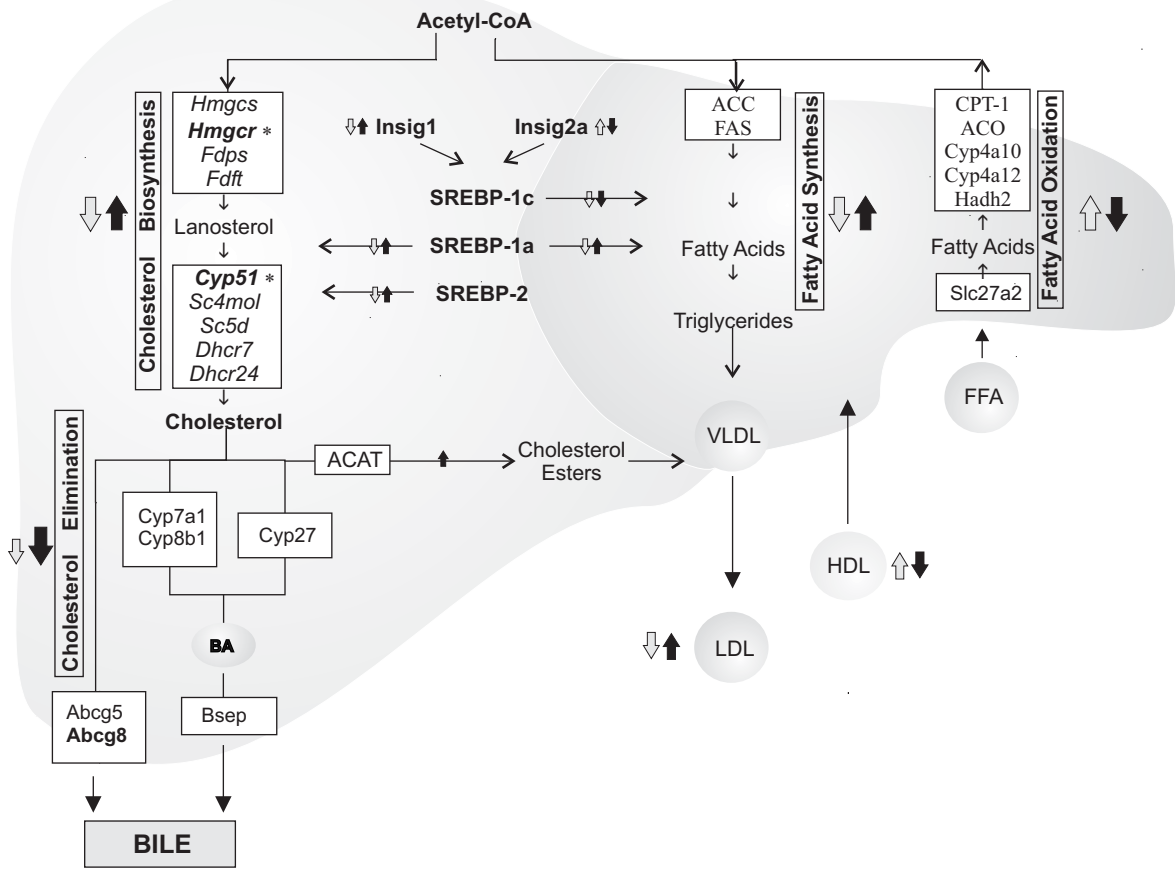 Acetyl-CoA
Cholesterol Biosynthesis
Hmgcs
Hmgcr *
Fdps
Fdft
Lanosterol
Cyp51 *
Sc4mol
Sc5d
Dhcr7
Dhcr24
Cholesterol
Insig1
Insig2a
SREBP-1c
SREBP-1a
SREBP-2
ACC
FAS
Fatty Acids
Triglycerides
Fatty Acid Synthesis
CPT-1
ACO
Cyp4a10
Cyp4a12
Hadh2
Fatty Acids
Slc27a2
Fatty Acid Oxidation
FFA
VLDL
ACAT
Cholesterol
Esters
Cholesterol Elimination
Cyp7a1
Cyp8b1
Cyp27
HDL
LDL
BA
Abcg5
Abcg8
Bsep
BILE